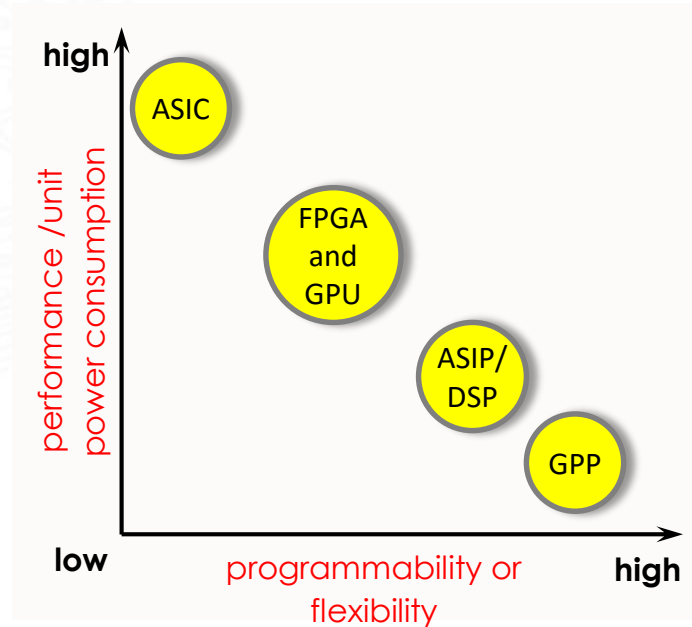 high
ASIC
performance /unit
power consumption
FPGA
and
GPU
ASIP/
DSP
GPP
low
programmability or
flexibility
high